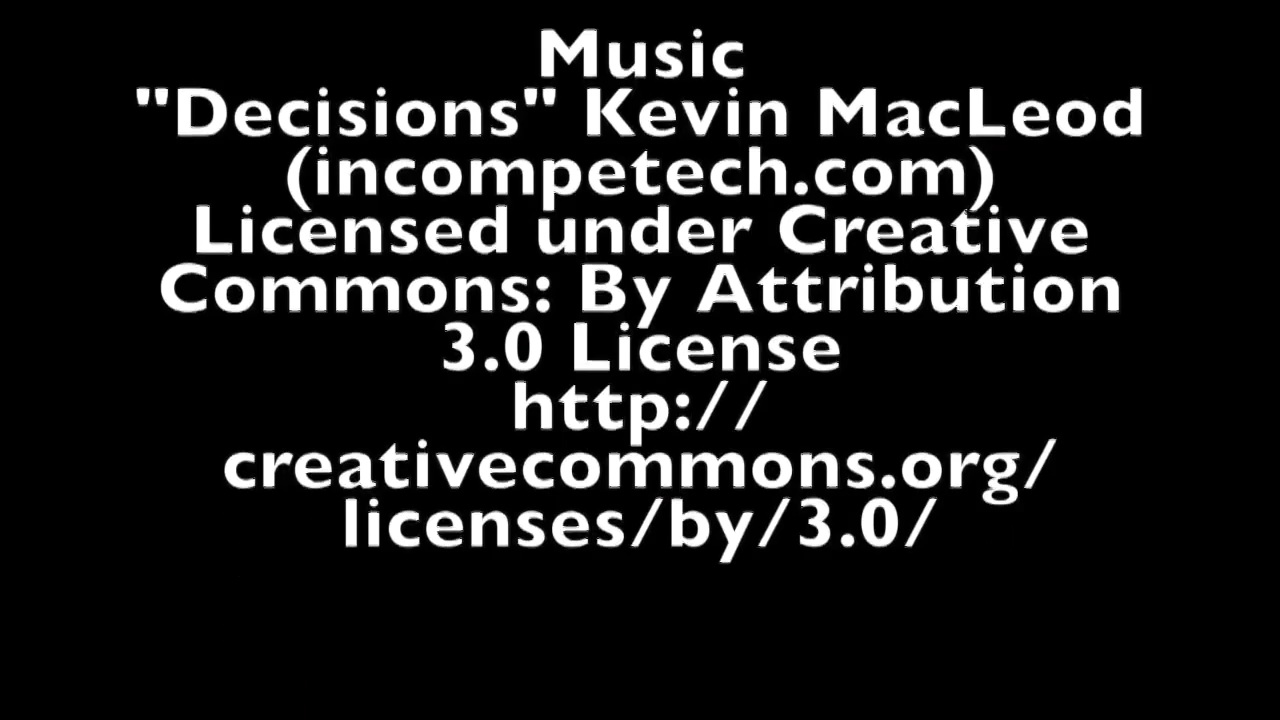 Music
"Decisions" Kevin MacLeod
(incompetech.com)
Licensed under Creative
Commons: By Attribution
3.0 License
http://
creativecommons.org/
licenses/by/3.0/